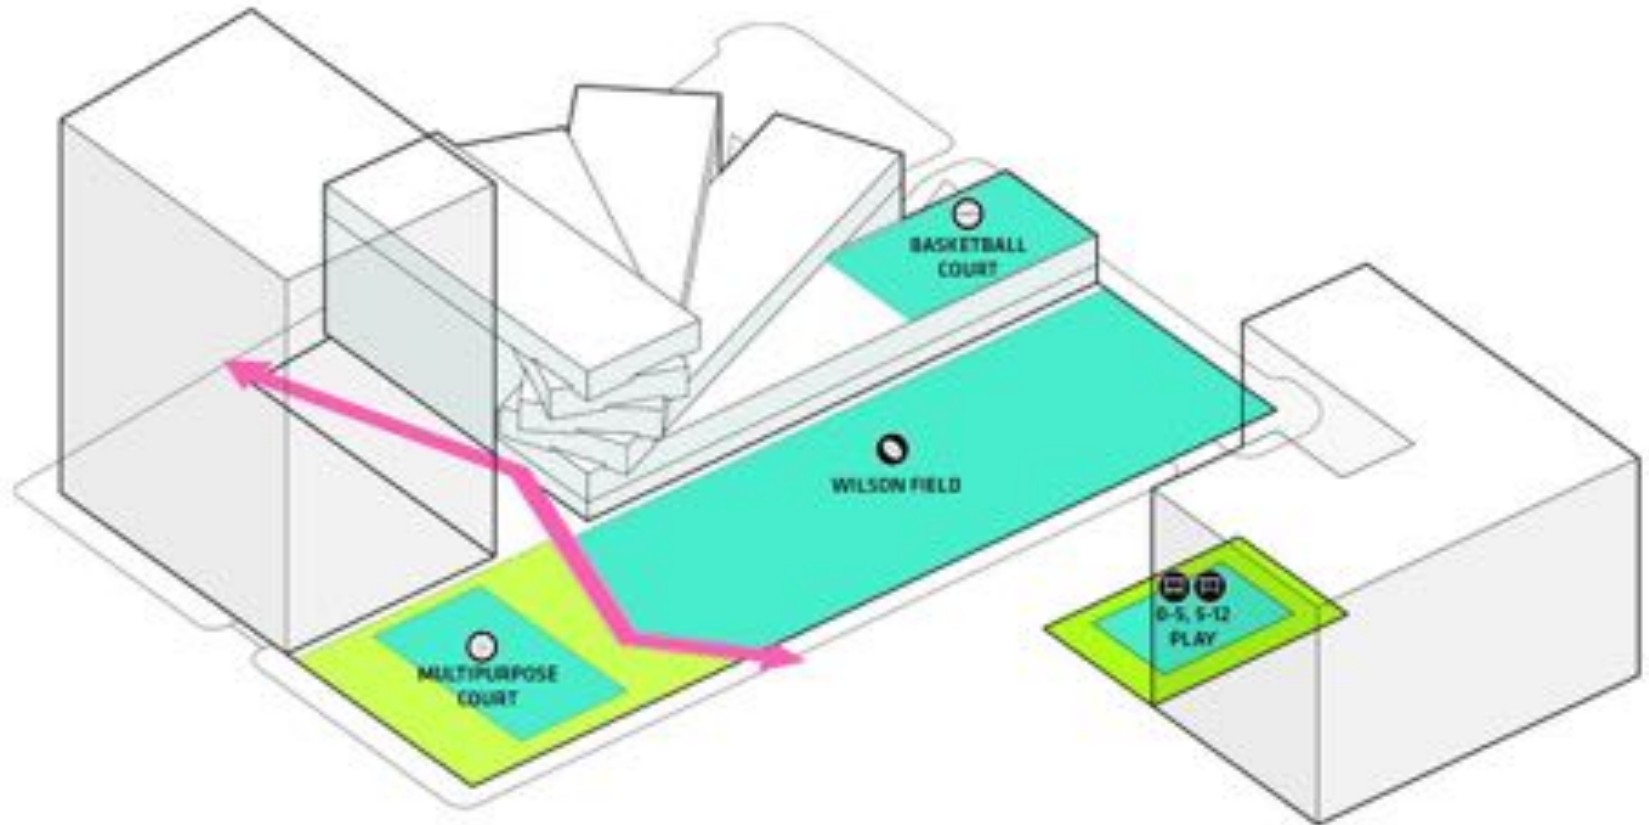 BASKETBALL
COURT
WILSON FIELD
0-5, 5-12
PLAY
MULTIPURPOSE
COURT